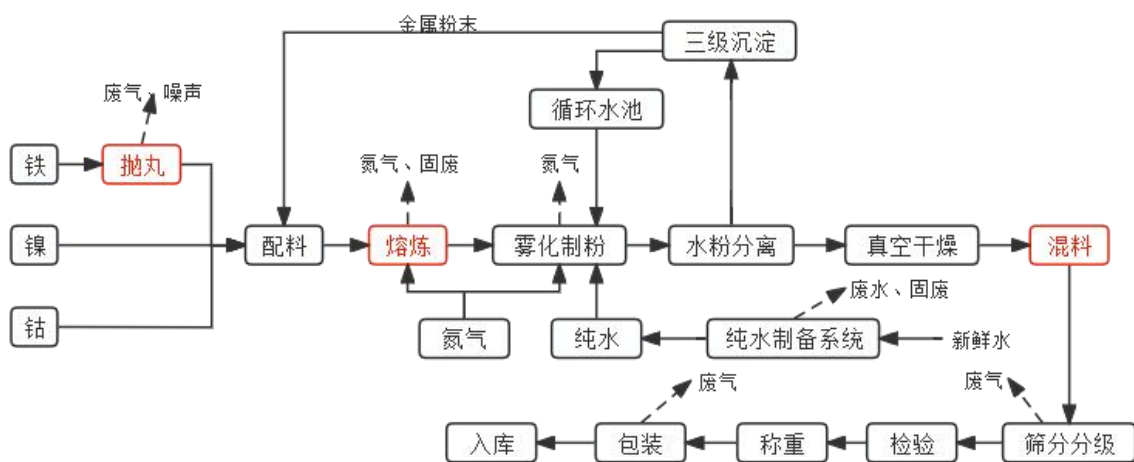 金属粉末
三级沉淀
废气、噪声
循环水池
铁
抛丸
氮气、固废
氮气
镍
配料
熔炼
雾化制粉
水粉分离
真空干燥
混料
废水、固废
钴
氮气
纯水
纯水制备系统
新鲜水
废气
废气
入库
包装
称重
检验
筛分分级